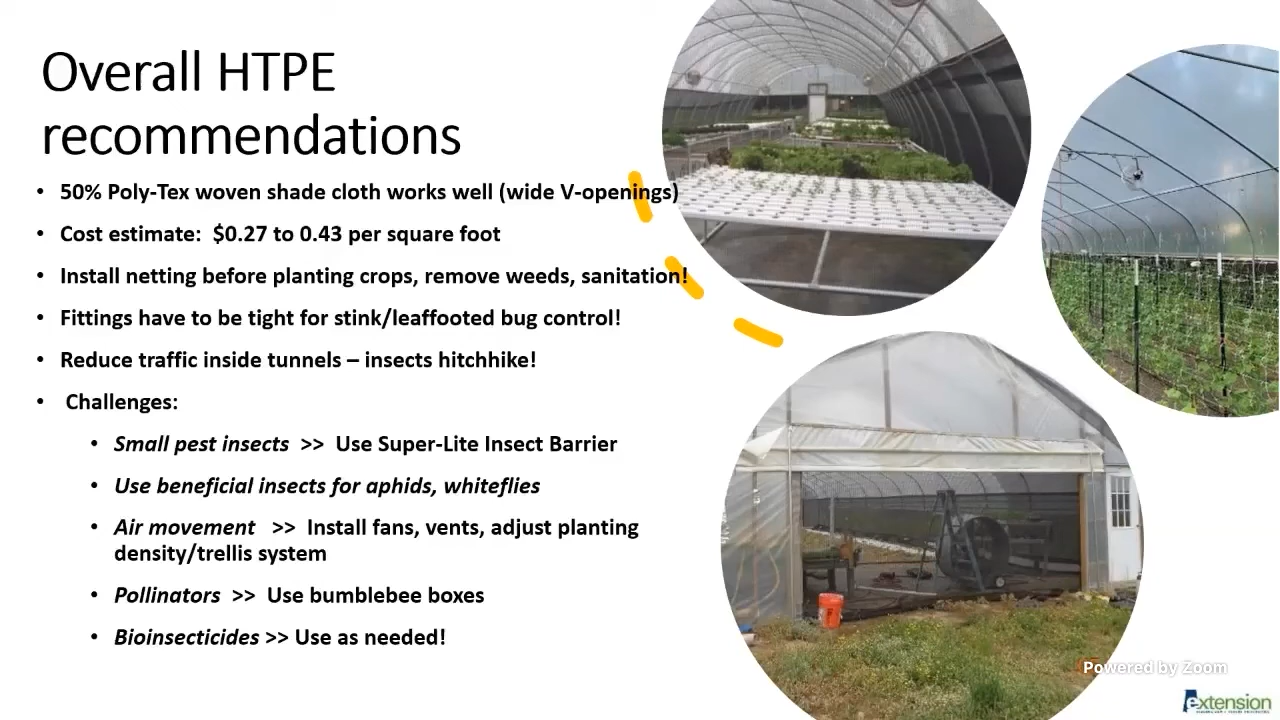 Overall HTPE
recommendations
• 50% Poly-Tex woven shade cloth works well (wide V-openings)
• Cost estimate: $0.27 to 0.43 per square foot
• Install netting before planting crops, remove weeds, sanitation!
• Fittings have to be tight for stink/leaffooted bug control!
• Reduce traffic inside tunnels – insects hitchhike!
• Challenges:
• Small pest insects >> Use Super-Lite Insect Barrier
• Use beneficial insects for aphids, whiteflies
• Air movement >> Install fans, vents, adjust planting
density/trellis system
• Pollinators >> Use bumblebee boxes
• Bioinsecticides >> Use as needed!
Powered by Zoom
extension